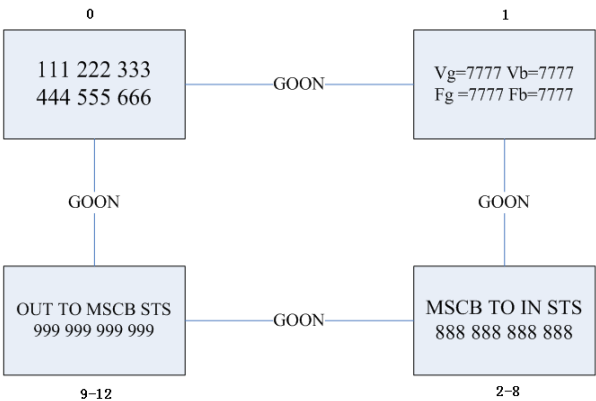 0
1
111 222 333
444 555 666
GOON
Vg=7777 Vb=7777
Fg =7777 Fb=7777
GOON
GOON
OUT TO MSCB STS
999 999 999 999
GOON
MSCB TO IN STS
888 888 888 888
9-12
2-8